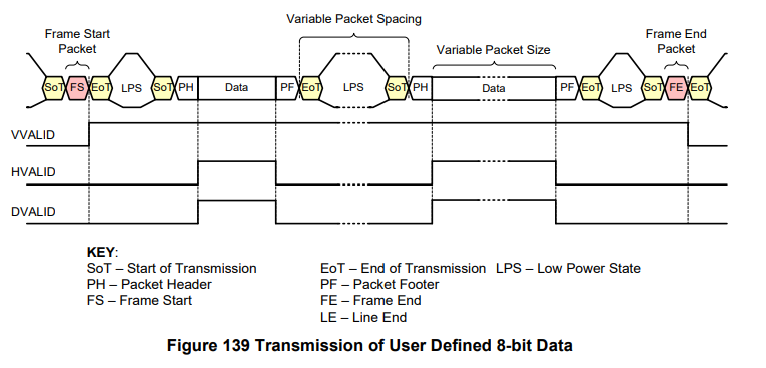 Variable Packet Spacing
Frame Start
Packet
Frame End
Packet
Variable Packet Size
SoT FS EoT LPS SoT PH Data PF EoT LPS SoT PH Data PF EoT LPS SoT FE EoT
VVALID
HVALID
DVALID
KEY:
SoT – Start of Transmission EoT – End of Transmission LPS – Low Power State
PH – Packet Header PF – Packet Footer
FS – Frame Start FE – Frame End
LE – Line End
Figure 139 Transmission of User Defined 8-bit Data